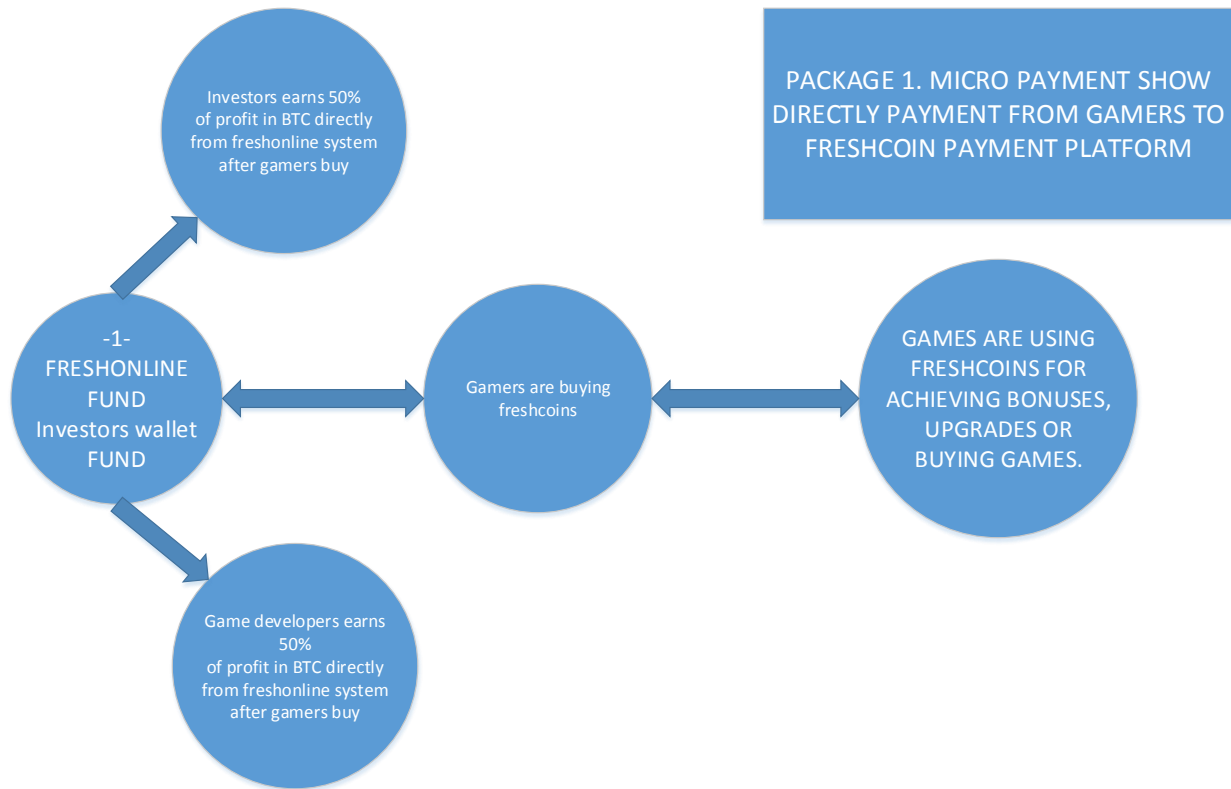 Investors earns 50%
of profit in BTC directly
from freshonline system
after gamers buy
PACKAGE 1. MICRO PAYMENT SHOW
DIRECTLY PAYMENT FROM GAMERS TO
FRESHCOIN PAYMENT PLATFORM
-1-
FRESHONLINE
FUND
Investors wallet
FUND
Gamers are buying
freshcoins
GAMES ARE USING
FRESHCOINS FOR
ACHIEVING BONUSES,
UPGRADES OR
BUYING GAMES.
Game developers earns
50%
of profit in BTC directly
from freshonline system
after gamers buy